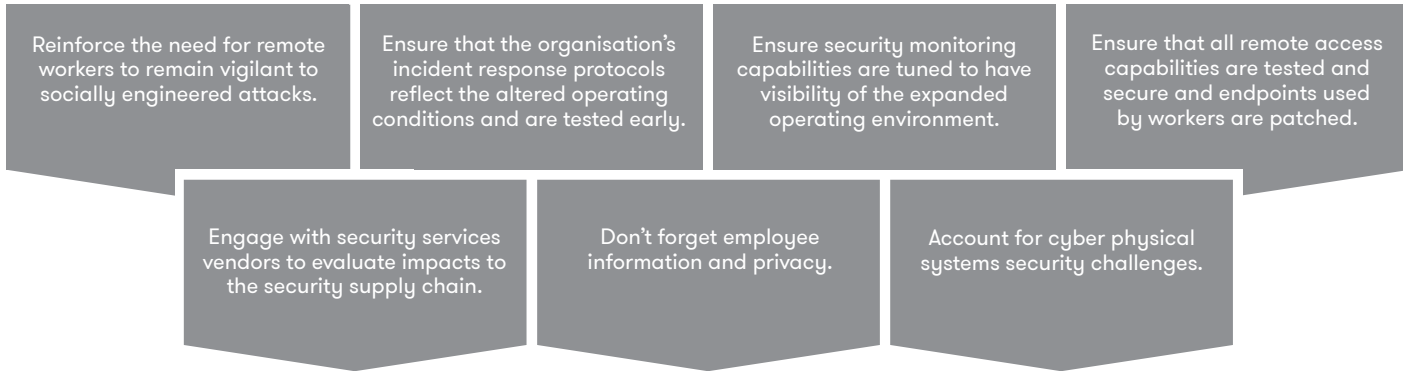 Reinforce the need for remote
workers to remain vigilant to
socially engineered attacks.
Ensure that the organisation’s
incident response protocols
reflect the altered operating
conditions and are tested early.
Ensure security monitoring
capabilities are tuned to have
visibility of the expanded
operating environment.
Ensure that all remote access
capabilities are tested and
secure and endpoints used
by workers are patched.
Engage with security services
vendors to evaluate impacts to
the security supply chain.
Don’t forget employee
information and privacy.
Account for cyber physical
systems security challenges.